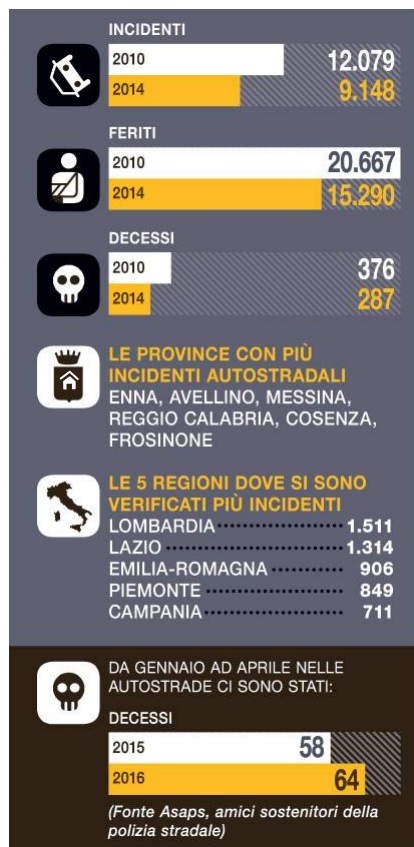 INCIDENTI
2010 12.079
2014 9.148
FERITI
2010 20.667
2014 15.290
DECESSI
2010 376
2014 287
LE PROVINCE CON PIÙ
INCIDENTI AUTOSTRADALI
ENNA, AVELLINO, MESSINA,
REGGIO CALABRIA, COSENZA,
FROSINONE
LE 5 REGIONI DOVE SI SONO
VERIFICATI PIÙ INCIDENTI
LOMBARDIA 1.511
LAZIO 1.314
EMILIA-ROMAGNA 906
PIEMONTE 849
CAMPANIA 711
DA GENNAIO AD APRILE NELLE
AUTOSTRADE CI SONO STATI:
DECESSI
2015 58
2016 64
(Fonte Asaps, amici sostenitori della
polizia stradale)